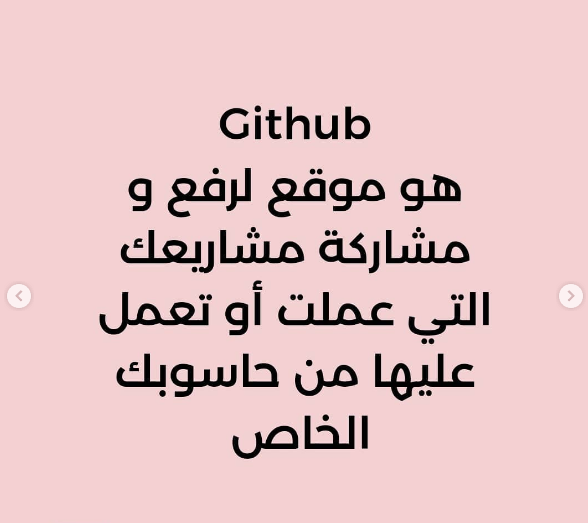 Github
هو موقع لرفع و
مشاركة مشاريعك
التي عملت أو تعمل
عليها من حاسوبك
الخاص